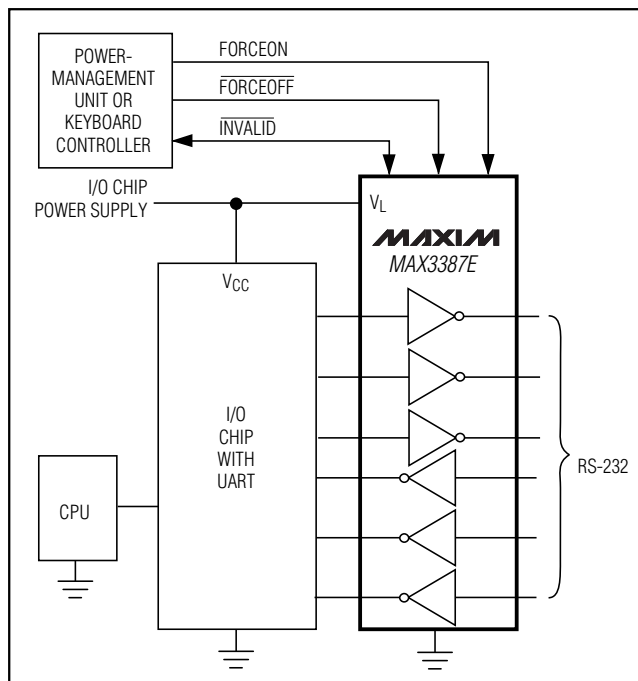 POWER-
MANAGEMENT
UNIT OR
KEYBOARD
CONTROLLER
FORCEON
FORCEOFF
INVALID
I/O CHIP
POWER SUPPLY
VL
MAXIM
MAX3387E
VCC
I/O
CHIP
WITH
UART
CPU
RS-232